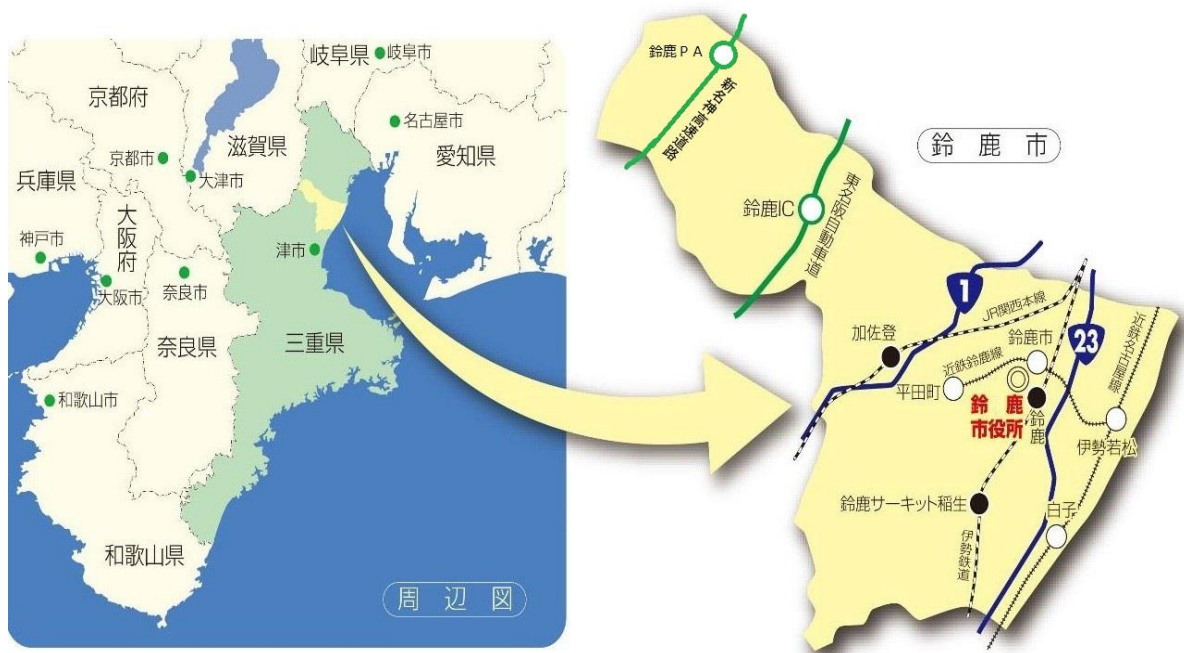 岐阜県
岐阜市
京都府
名古屋市
滋賀県
愛知県
京都市
大津市
兵庫県
大阪府
神戸市
津市
大阪市
奈良市
三重県
奈良県
和歌山市
和歌山県
周辺図
鈴鹿PA
新名神高速道路
鈴鹿市
鈴鹿IC
東名阪自動車道
1
JR関西本線
加佐登
鈴鹿市
23
近鉄名古屋線
近鉄鈴鹿線
平田町
鈴鹿
市役所
鈴鹿
伊勢若松
鈴鹿サーキット稲生
白子
伊勢鉄道